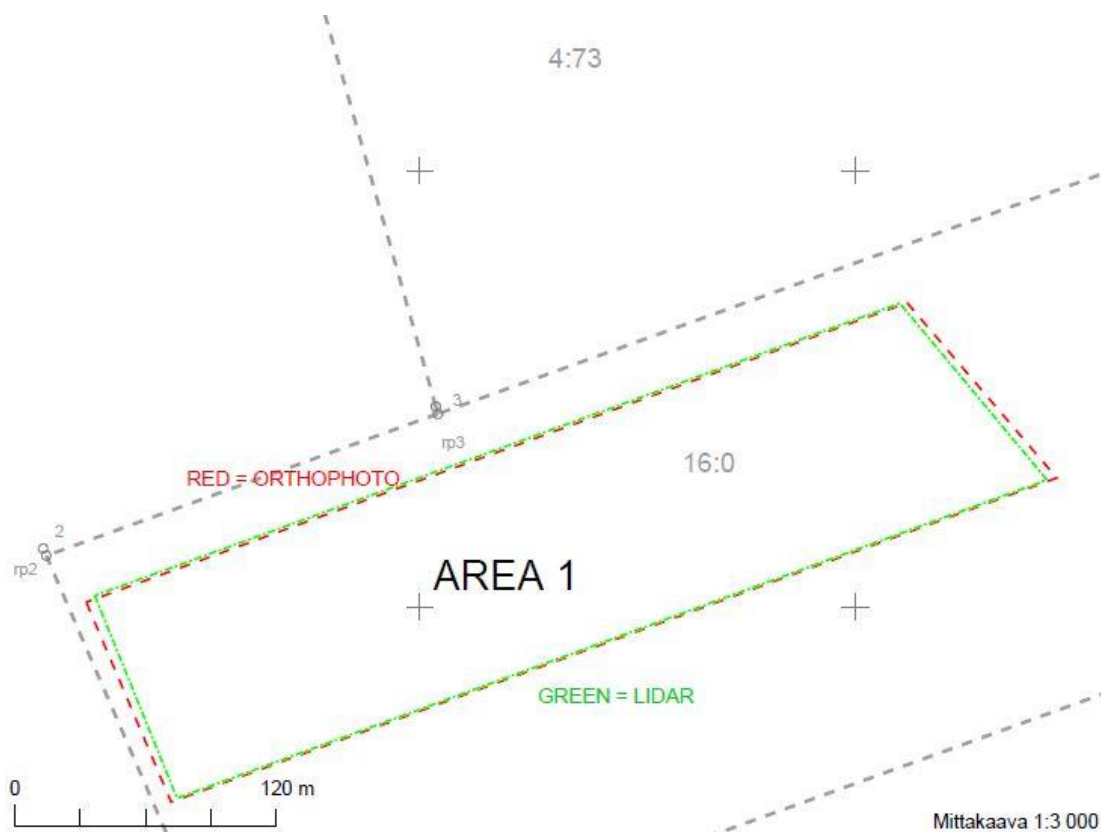 4:73
3
rp3
RED = ORTHOPHOTO
16:0
2
rp2
AREA 1
GREEN = LIDAR
0 120 m
Mittakaava 1:3 000